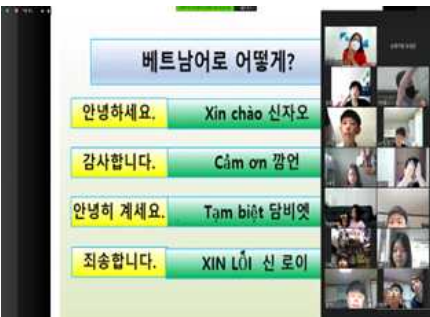 베트남어로 어떻게?
안녕하세요. Xin chào 신자오
감사합니다. Cảm ơn 깜언
안녕히 계세요. Tạm biệt 담비엣
죄송합니다. XIN LỖI 신 로이